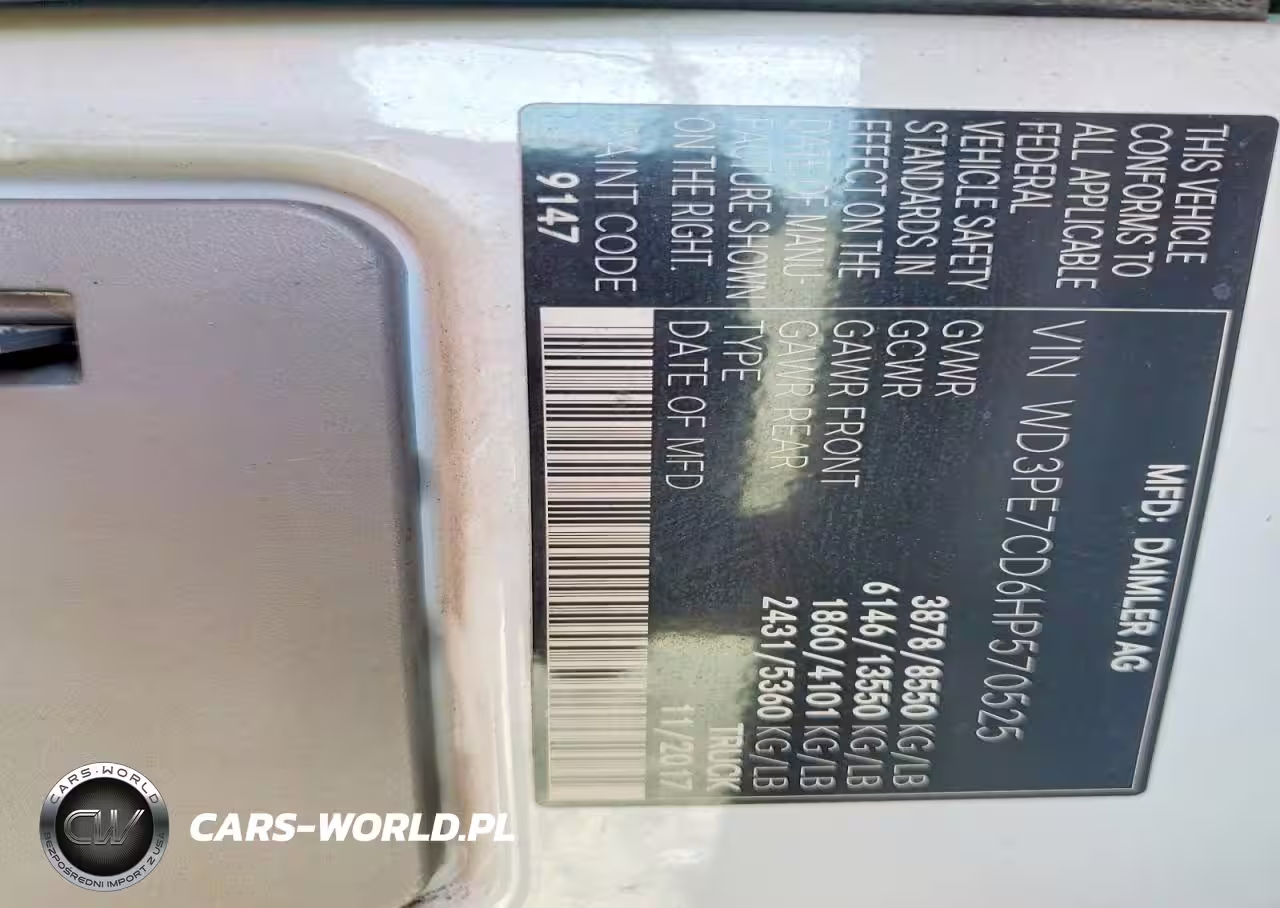 MFD: DAIMLER AG
THIS VEHICLE
CONFORMS TO
ALL APPLICABLE
FEDERAL
VEHICLE SAFETY
STANDARDS IN
EFFECT ON THE
DATE OF MANU-
FACTURE SHOWN
ON THE RIGHT.
PAINT CODE
9147
VIN WD3PE7CD6HP570525
GVWR 3878/8550 KG/LB
GCWR 6146/13550 KG/LB
GAWR FRONT 1860/4101 KG/LB
GAWR REAR 2431/5360 KG/LB
TYPE TRUCK
DATE OF MFD 11/2017
CARS-WORLD
CW
BEZPOŚREDNI IMPORT Z USA
CARS-WORLD.PL